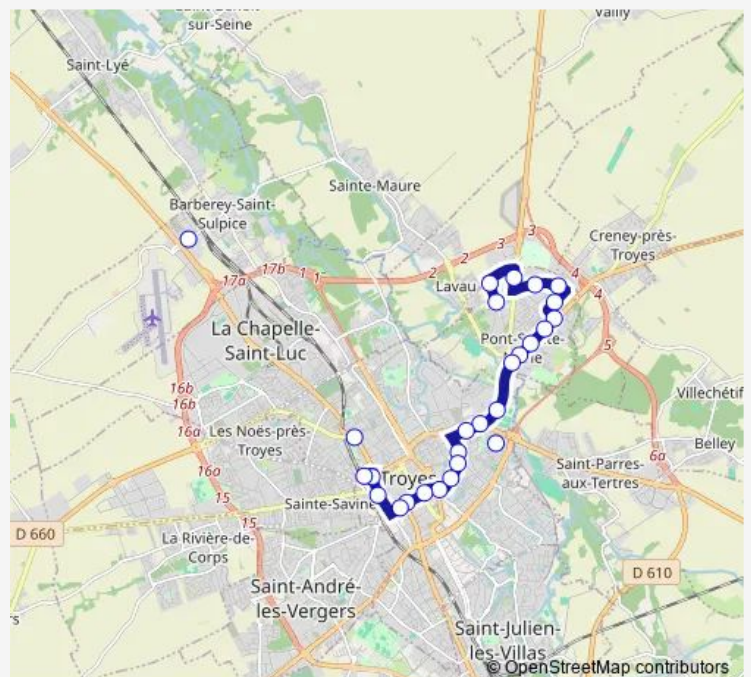 sur-Seine
Vailly
Saint-Lyé
Sainte-Maure
Barberey-Saint-
Sulpice
Creney-près-
Troyes
3
3
2
2
4
4
17b
1
1
17a
Lavau
La Chapelle-
Saint-Luc
5
16b
16b
16a
16a
15
15
Villechétif
Les Noës-près-
Troyes
Belley
6a
Saint-Parres-
aux-Tertres
Troyes
Sainte-Savine
D 660
La Rivière-de-
Corps
D 610
Saint-André-
les-Vergers
Saint-Julien-
les-Villas
© OpenStreetMap contributors